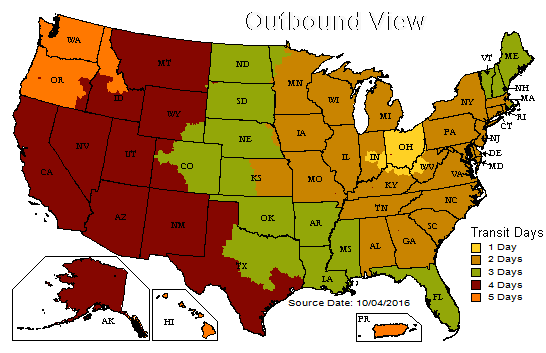 Outbound View
WA
MT
ND
MN
VT
ME
OR
ID
SD
WI
MI
NY
NH
MA
WY
RI
CT
IA
NE
PA
NJ
NV
UT
CO
IL
IN
OH
DE
MD
WV
VA
CA
KS
MO
KY
NC
TN
AZ
NM
OK
AR
SC
MS
AL
GA
TX
LA
FL
AK
HI
PR
Transit Days
1 Day
2 Days
3 Days
4 Days
5 Days
Source Date: 10/04/2016